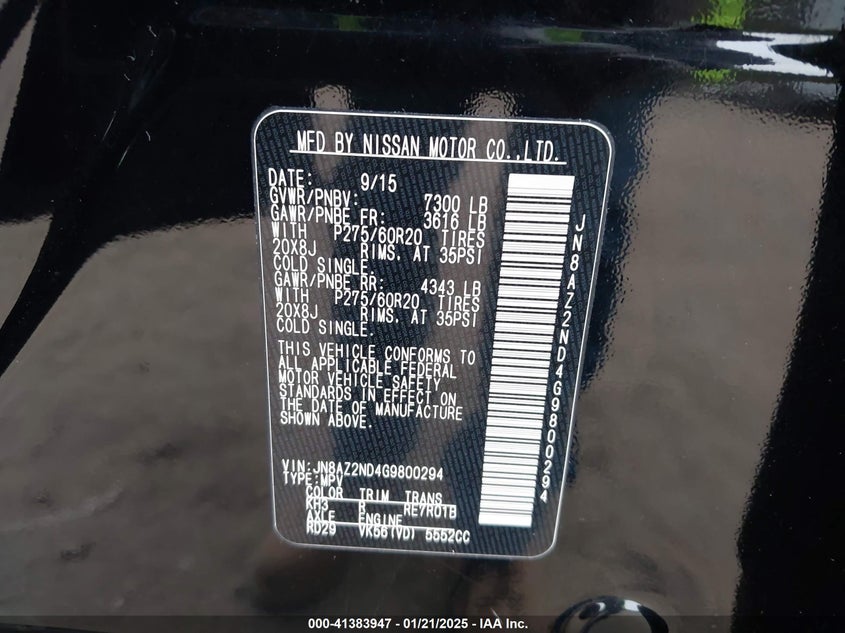 MFD BY NISSAN MOTOR CO.,LTD.
DATE: 9/15
GVWR/PNBV: 7300 LB
GAWR/PNBE FR: 3616 LB
WITH P275/60R20 TIRES
20X8J RIMS. AT 35PSI
COLD SINGLE.
GAWR/PNBE RR: 4343 LB
WITH P275/60R20 TIRES
20X8J RIMS. AT 35PSI
COLD SINGLE.
THIS VEHICLE CONFORMS TO
ALL APPLICABLE FEDERAL
MOTOR VEHICLE SAFETY
STANDARDS IN EFFECT ON
THE DATE OF MANUFACTURE
SHOWN ABOVE.
VIN:JN8AZ2ND4G9800294
TYPE:MPV
COLOR TRIM TRANS
KH3 R RE7R01B
AXLE ENGINE
RD29 VK56(VD) 5552CC
JN8AZ2ND4G9800294
000-41383947 / 01/21/2025 - IAA Inc.